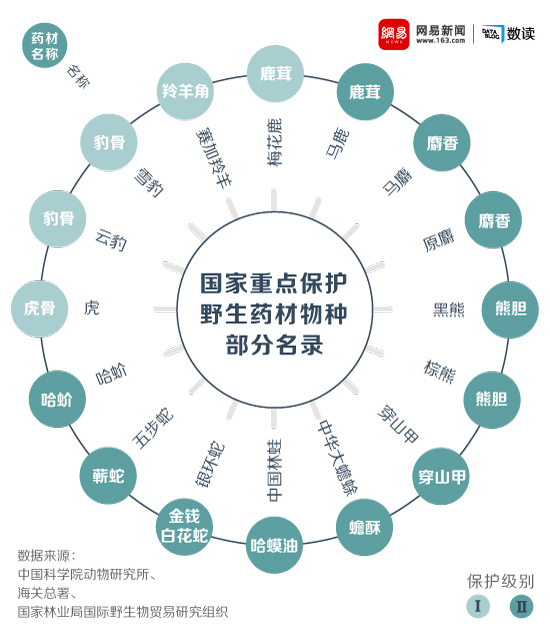 網易
NEWS
网易新闻
www.163.com
DATA
BLOG
数读
药材
名称
名称
鹿茸
梅花鹿
鹿茸
马鹿
麝香
马麝
麝香
原麝
熊胆
黑熊
熊胆
棕熊
穿山甲
穿山甲
蟾酥
中华大蟾蜍
哈蟆油
中国林蛙
金钱
白花蛇
银环蛇
蕲蛇
五步蛇
哈蚧
哈蚧
虎骨
虎
豹骨
云豹
豹骨
雪豹
羚羊角
赛加羚羊
国家重点保护
野生药材物种
部分名录
数据来源：
中国科学院动物研究所、
海关总署、
国家林业局国际野生物贸易研究组织
保护级别
I
II